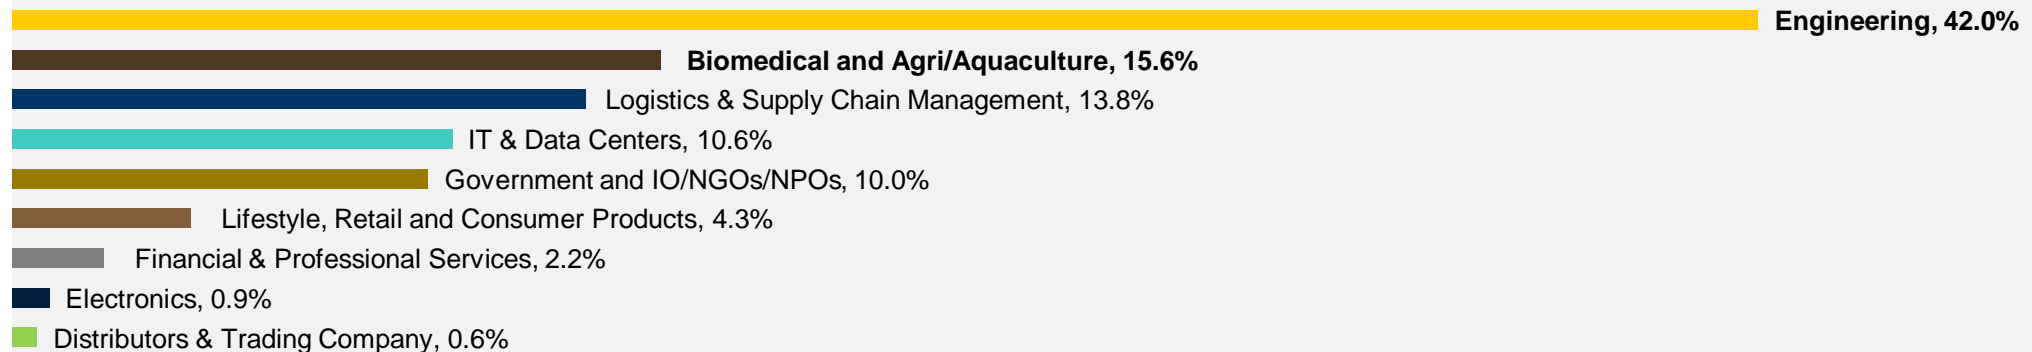 Engineering, 42.0%
Biomedical and Agri/Aquaculture, 15.6%
Logistics & Supply Chain Management, 13.8%
IT & Data Centers, 10.6%
Government and IO/NGOs/NPOs, 10.0%
Lifestyle, Retail and Consumer Products, 4.3%
Financial & Professional Services, 2.2%
Electronics, 0.9%
Distributors & Trading Company, 0.6%